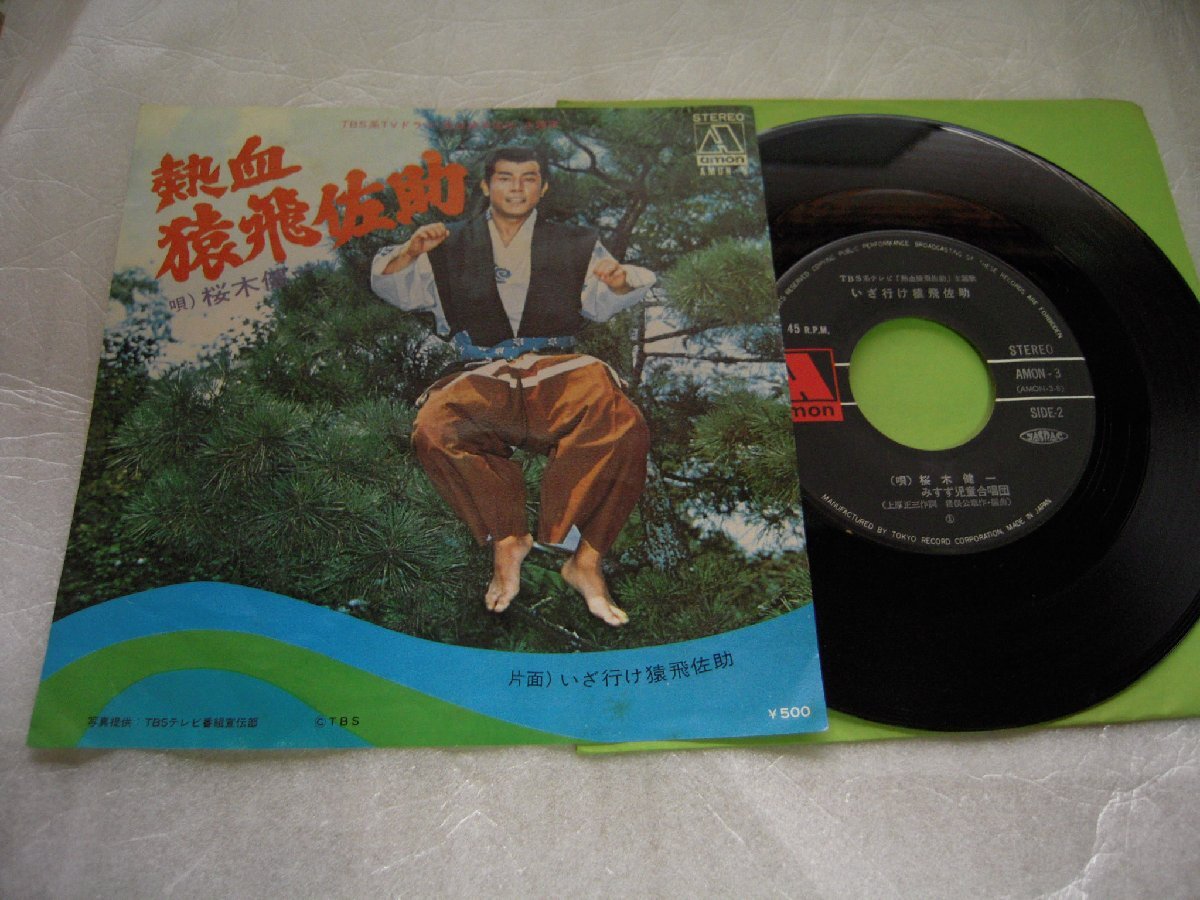 TBS系TVドラ
STEREO
amon
熱血
猿飛佐助
唄）桜木健
片面）いざ行け猿飛佐助
¥500
写真提供：TBSテレビ番組宣伝部
©TBS
TBS系テレビ「熱血猿飛佐助」主題歌
いざ行け猿飛佐助
45 R.P.M.
STEREO
AMON-3
SIDE-2
JASRAC
（唄）桜木健一
みすず児童合唱団
①
MANUFACTURED BY TOKYO RECORD CORPORATION, MADE IN JAPAN